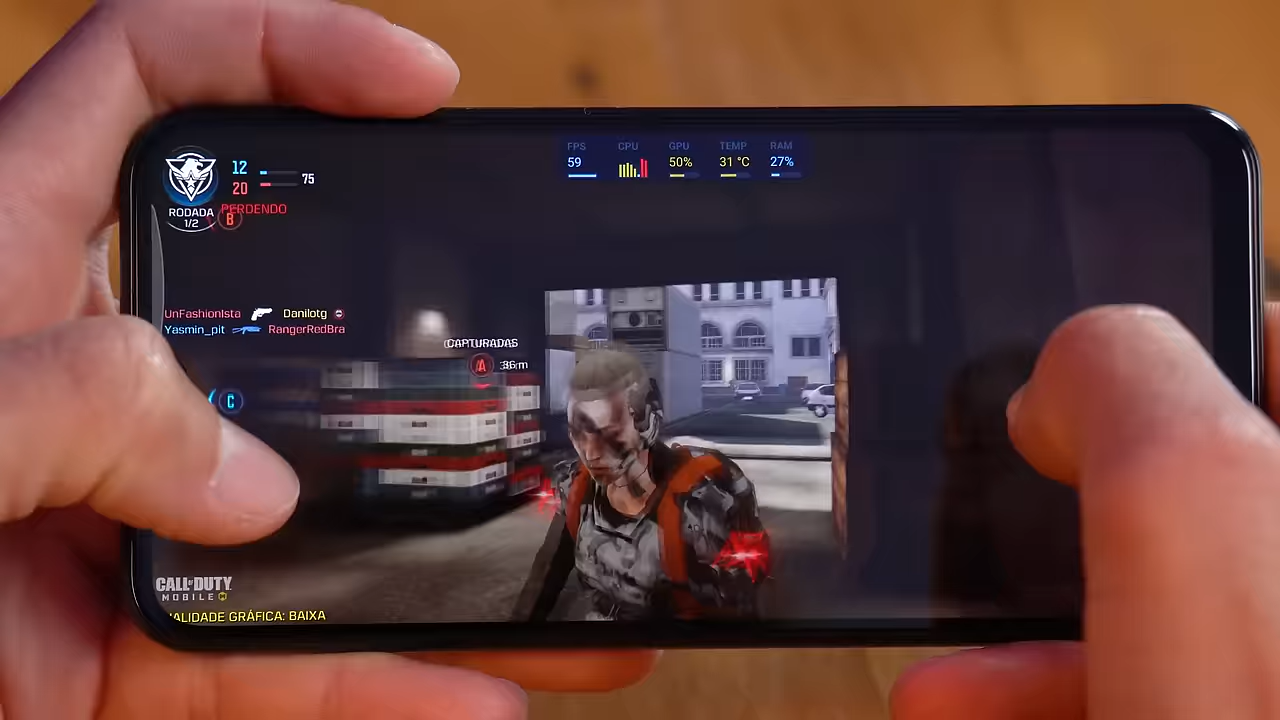 FPS CPU GPU TEMP RAM
59 50% 31 °C 27%
12
20
75
PERDENDO
RODADA
1/2
B
UnFashionIsta Danilotg
Yasmin_pit RangerRedBra
CAPTURADAS
A 36m
C
CALL OF DUTY
MOBILE
ALIDADE GRÁFICA: BAIXA